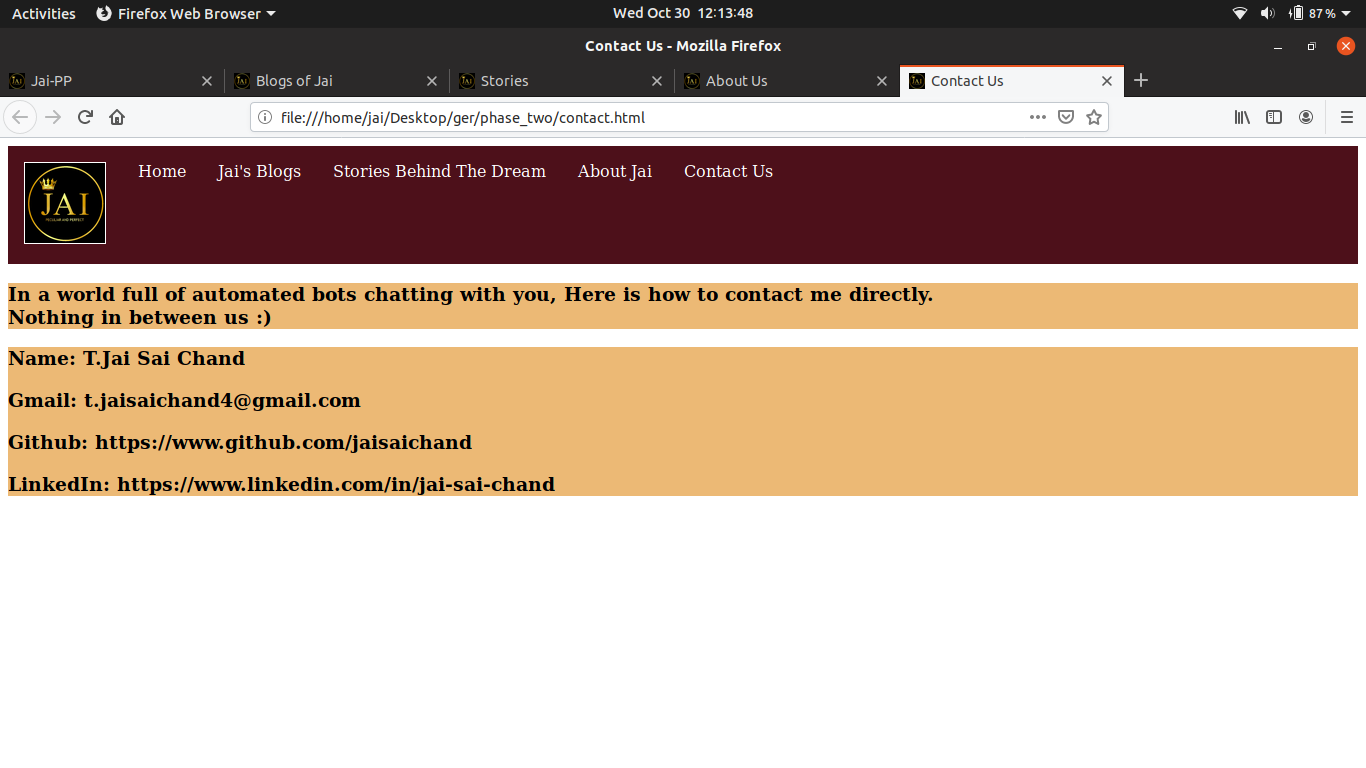 Activities Firefox Web Browser Wed Oct 30 12:13:48 87 %
Contact Us - Mozilla Firefox
Jai-PP Blogs of Jai Stories About Us Contact Us
file:///home/jai/Desktop/ger/phase_two/contact.html
Home Jai's Blogs Stories Behind The Dream About Jai Contact Us
JAI
PECULIAR AND PERFECT
In a world full of automated bots chatting with you, Here is how to contact me directly.
Nothing in between us :)
Name: T.Jai Sai Chand
Gmail: t.jaisaichand4@gmail.com
Github: https://www.github.com/jaisaichand
LinkedIn: https://www.linkedin.com/in/jai-sai-chand